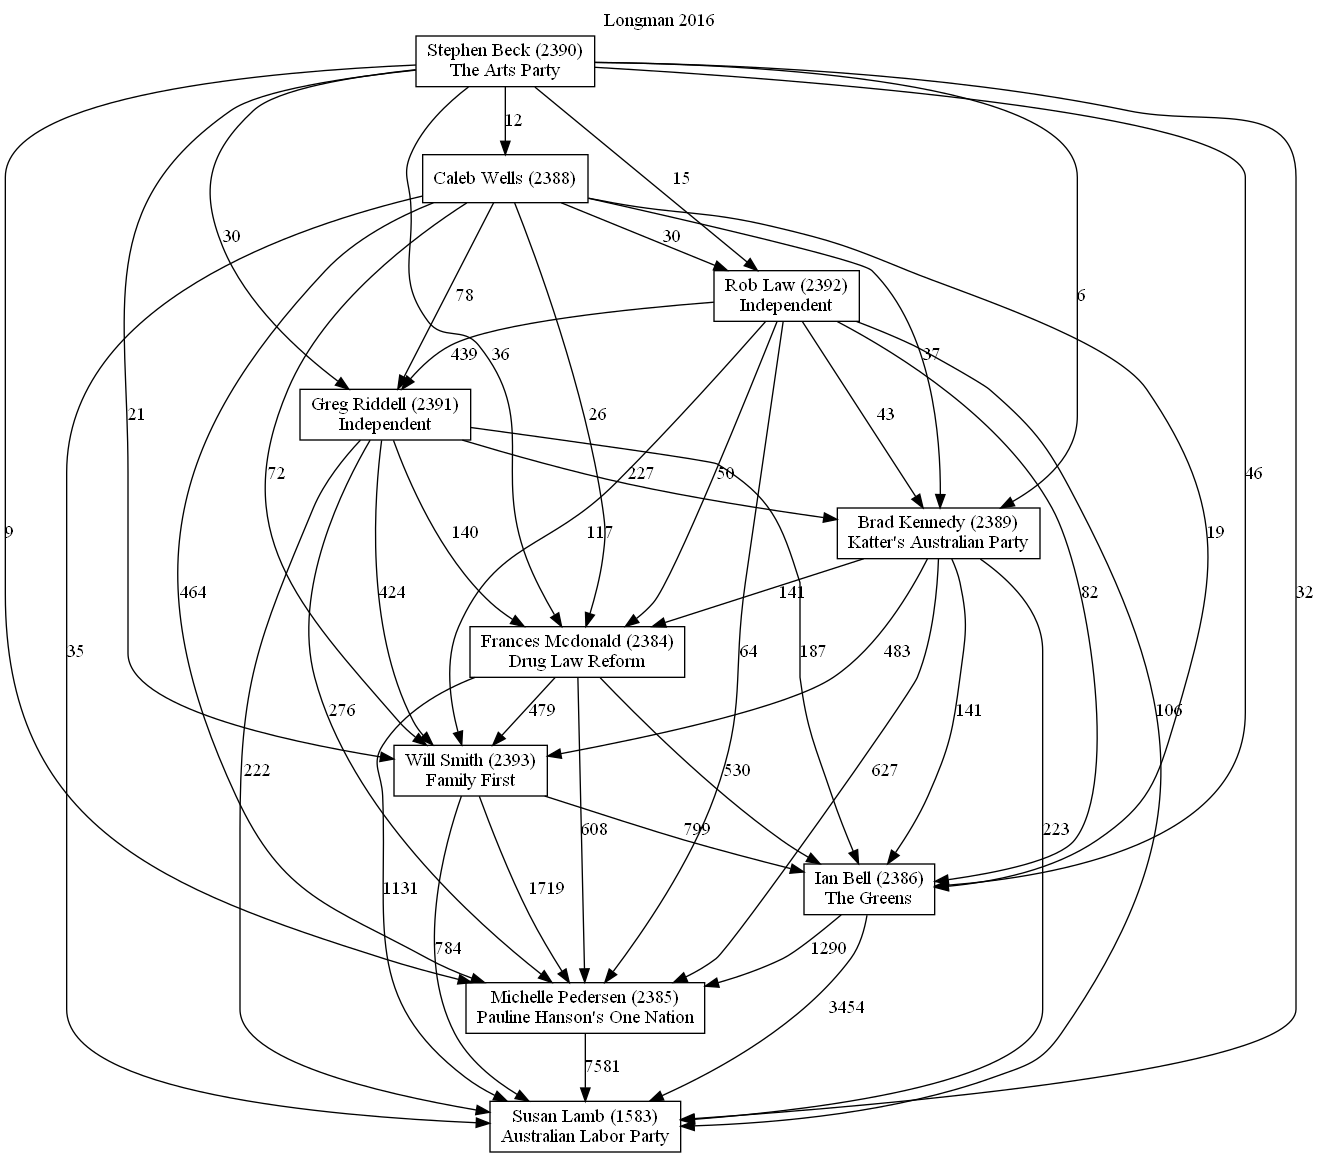 Longman 2016
Stephen Beck (2390)
The Arts Party
12
Caleb Wells (2388)
15
30
30
Rob Law (2392)
Independent
78
6
439
36
37
Greg Riddell (2391)
Independent
21
26
43
72
227
50
46
Brad Kennedy (2389)
Katter's Australian Party
9
140
117
19
464
424
141
82
32
Frances Mcdonald (2384)
Drug Law Reform
35
64
187
483
276
479
141
106
Will Smith (2393)
Family First
222
530
627
608
799
223
1131
1719
Ian Bell (2386)
The Greens
784
1290
Michelle Pedersen (2385)
Pauline Hanson's One Nation
3454
7581
Susan Lamb (1583)
Australian Labor Party